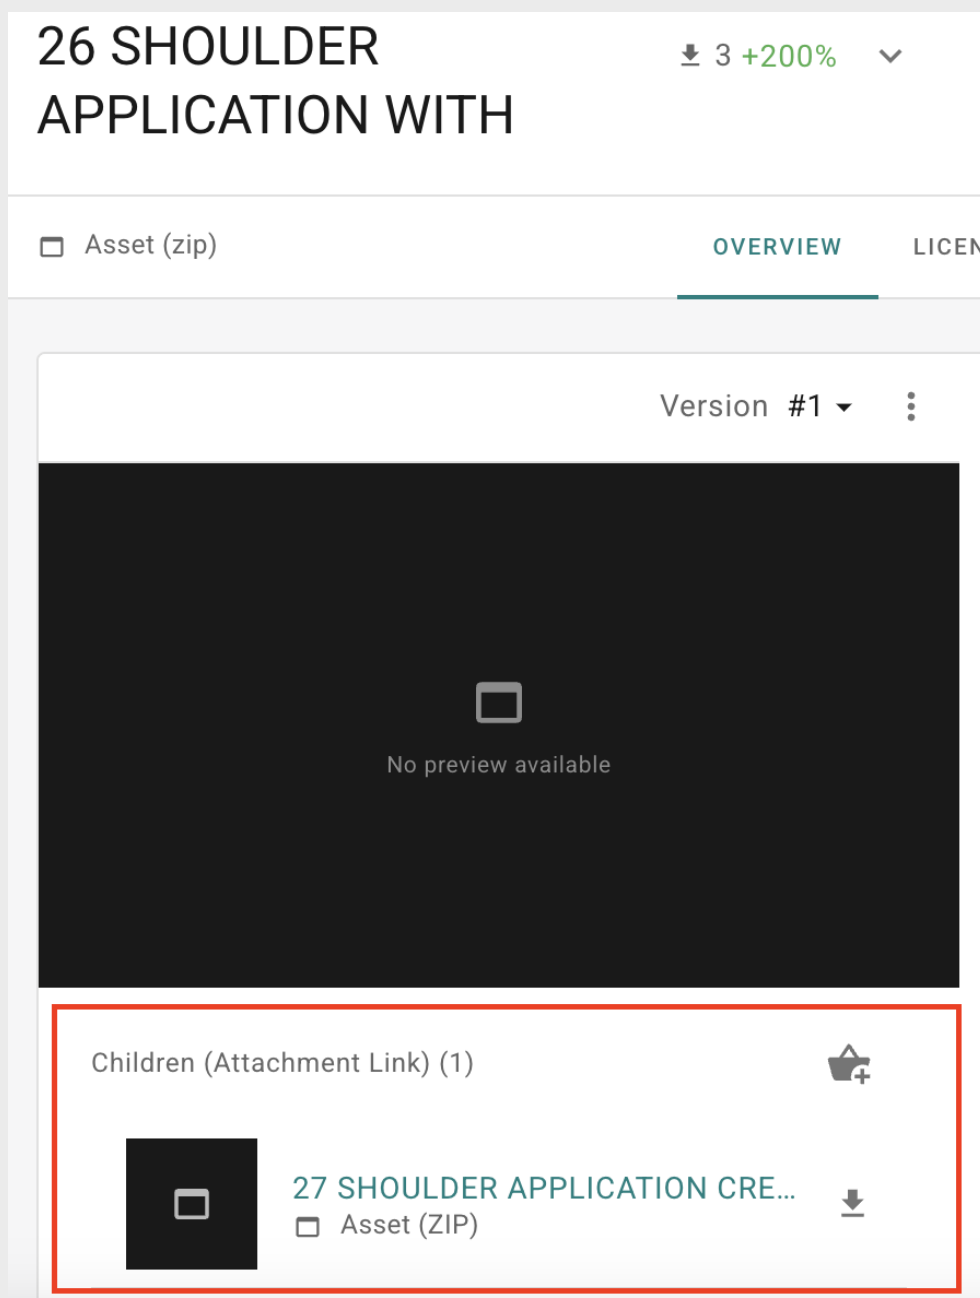 26 SHOULDER
APPLICATION WITH
3 +200%
Asset (zip)
OVERVIEW
LICEN
Version #1
No preview available
Children (Attachment Link) (1)
27 SHOULDER APPLICATION CRE...
Asset (ZIP)